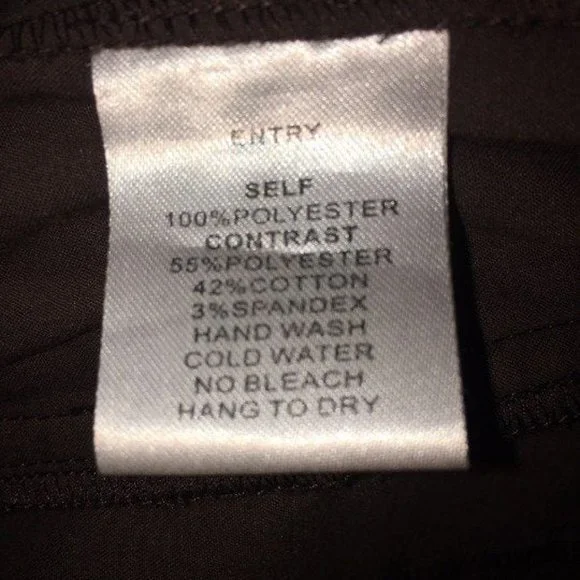 ENTRY
SELF
100%POLYESTER
CONTRAST
55%POLYESTER
42%COTTON
3%SPANDEX
HAND WASH
COLD WATER
NO BLEACH
HANG TO DRY